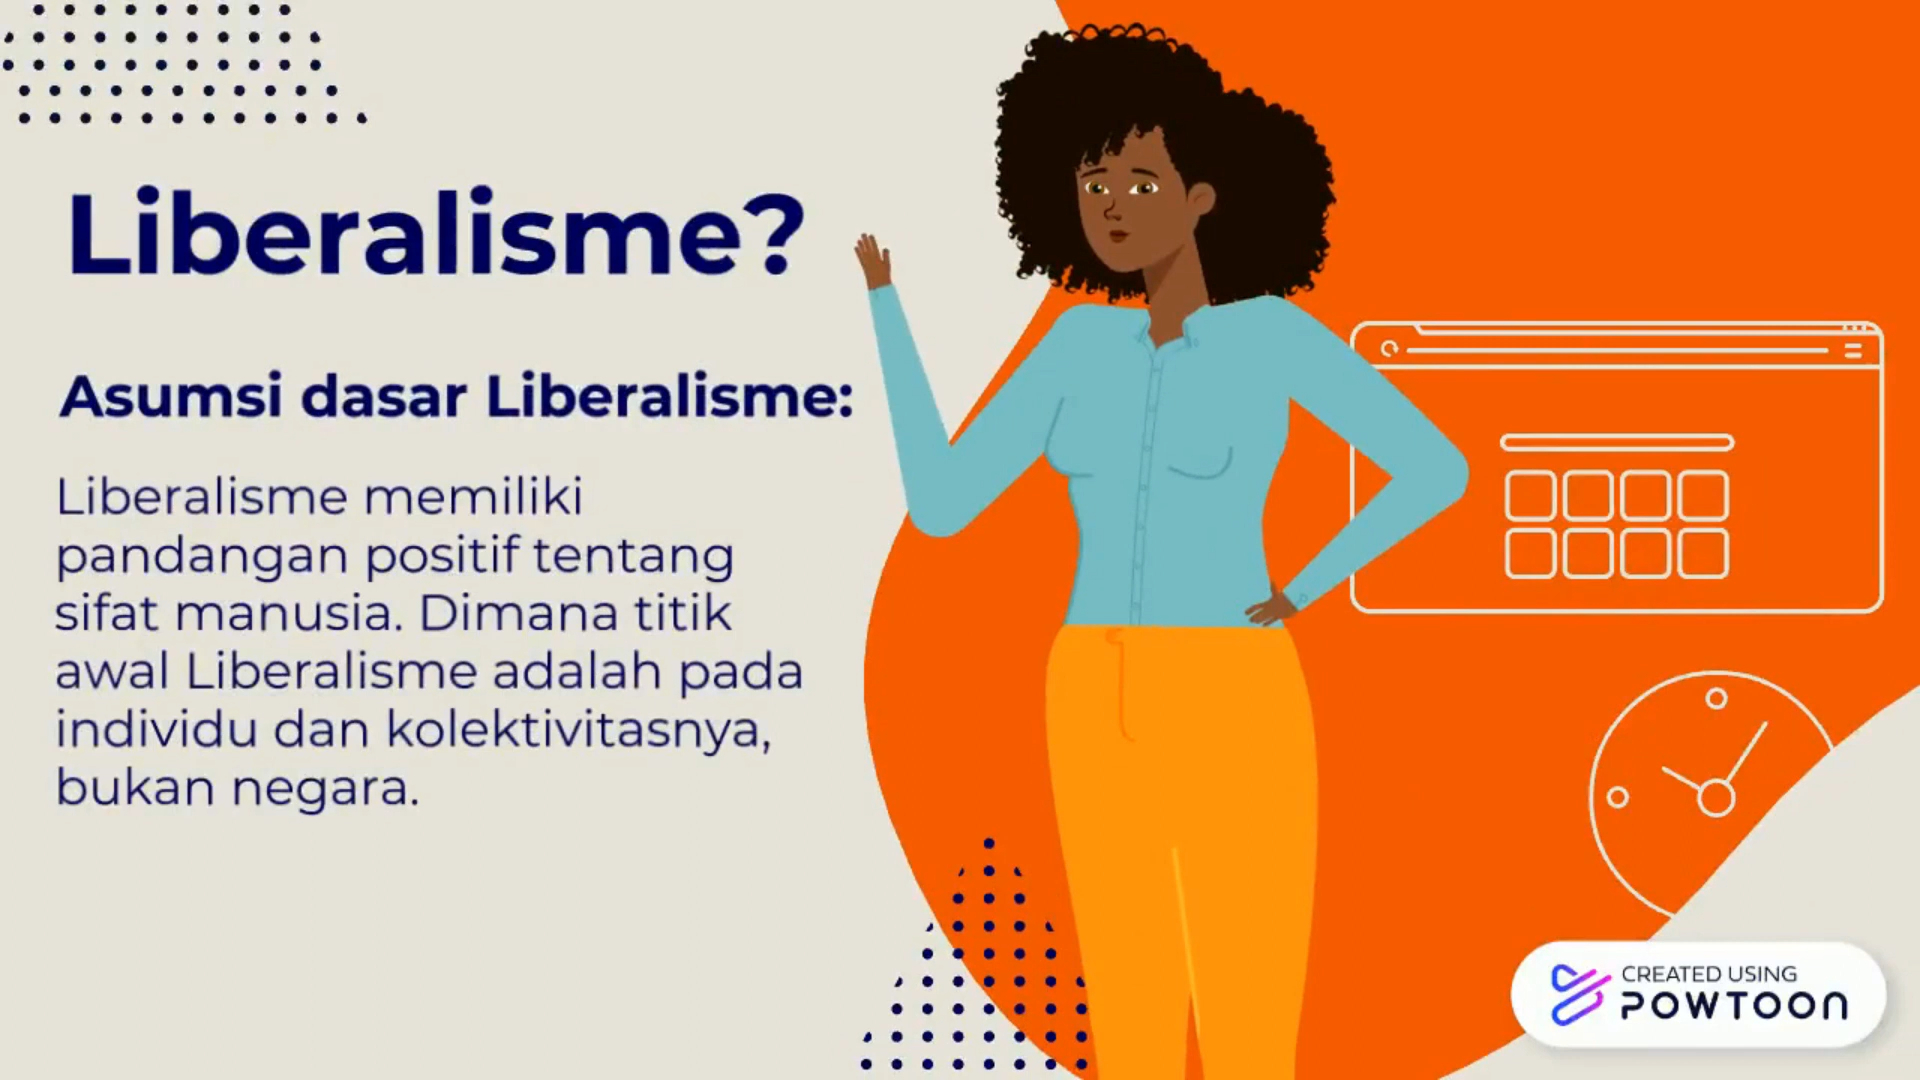 Liberalisme?
Asumsi dasar Liberalisme:
Liberalisme memiliki
pandangan positif tentang
sifat manusia. Dimana titik
awal Liberalisme adalah pada
individu dan kolektivitasnya,
bukan negara.
CREATED USING
POWTOON